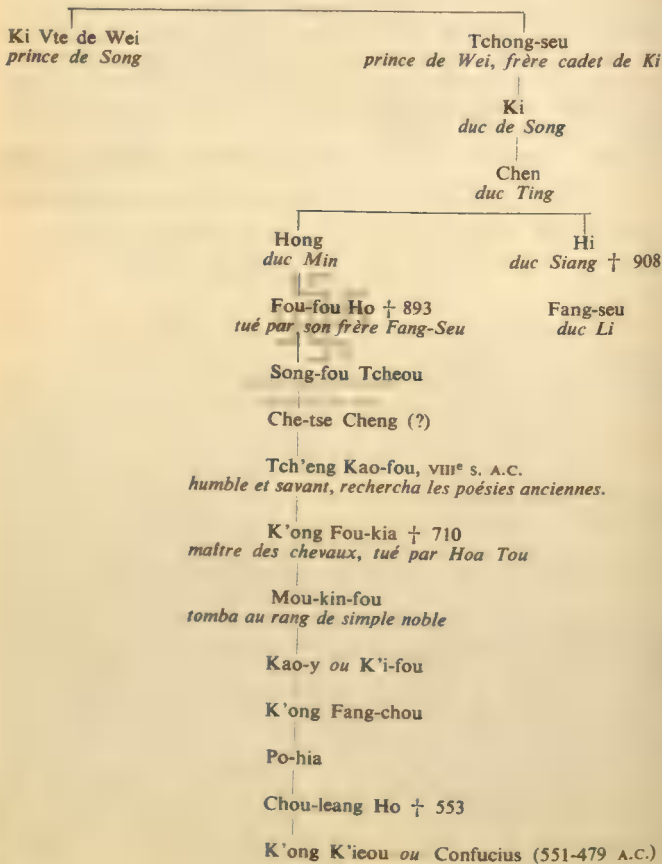 Ki Vte de Wei
prince de Song
Tchong-seu
prince de Wei, frère cadet de Ki
Ki
duc de Song
Chen
duc Ting
Hong
duc Min
Hi
duc Siang † 908
Fou-fou Ho † 893
tué par son frère Fang-Seu
Fang-seu
duc Li
Song-fou Tcheou
Che-tse Cheng (?)
Tch'eng Kao-fou, VIIIᵉ s. A.C.
humble et savant, rechercha les poésies anciennes.
K'ong Fou-kia † 710
maître des chevaux, tué par Hoa Tou
Mou-kin-fou
tomba au rang de simple noble
Kao-y ou K'i-fou
K'ong Fang-chou
Po-hia
Chou-leang Ho † 553
K'ong K'ieou ou Confucius (551-479 A.C.)